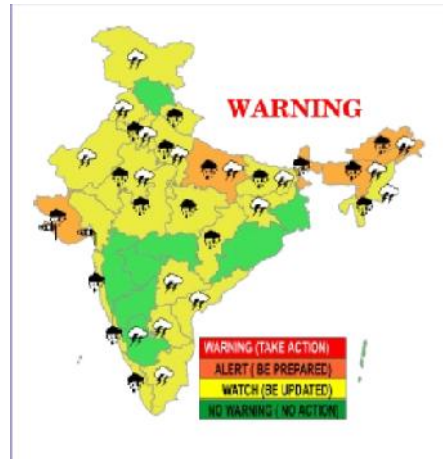 WARNING
WARNING (TAKE ACTION)
ALERT ( BE PREPARED)
WATCH (BE UPDATED)
NO WARNING ( NO ACTION)